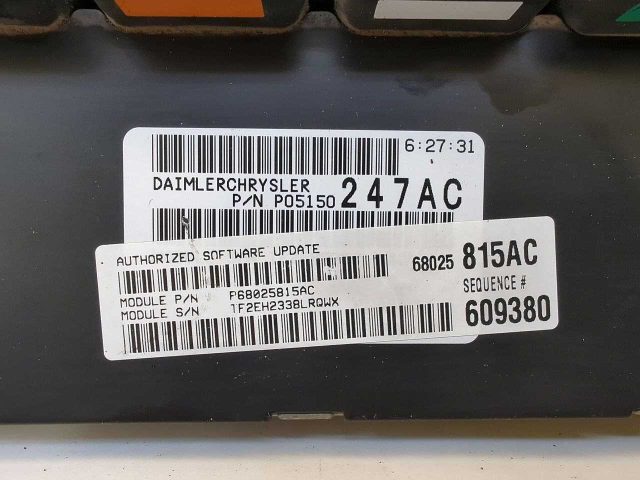 6:27:31
DAIMLERCHRYSLER
P/N P05150 247AC
AUTHORIZED SOFTWARE UPDATE
68025 815AC
MODULE P/N P68025815AC
MODULE S/N TF2EH2338LRQWX
SEQUENCE #
609380